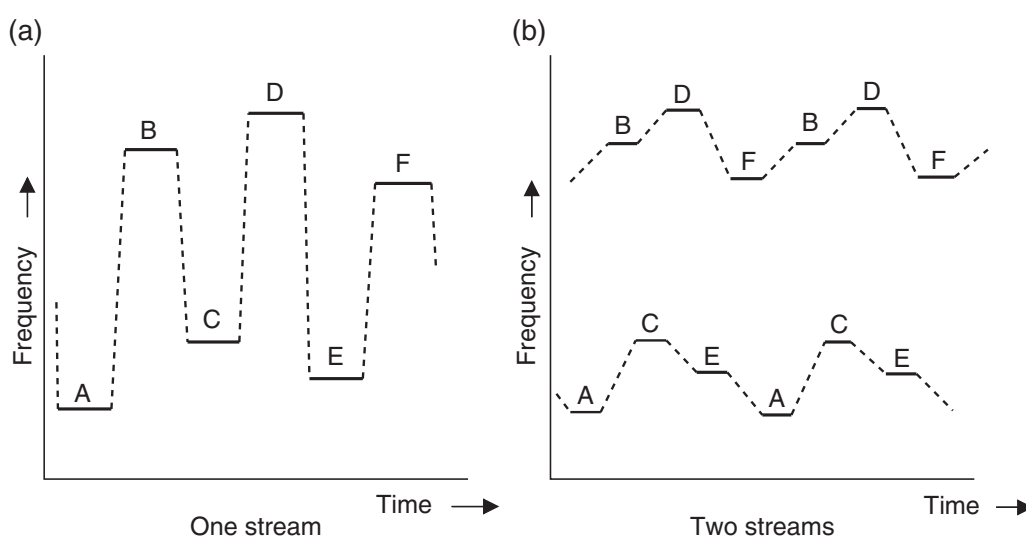 (a)
D
B
F
C
E
A
Frequency
Time
One stream
(b)
D
D
B
B
F
F
C
C
E
E
A
A
Frequency
Time
Two streams